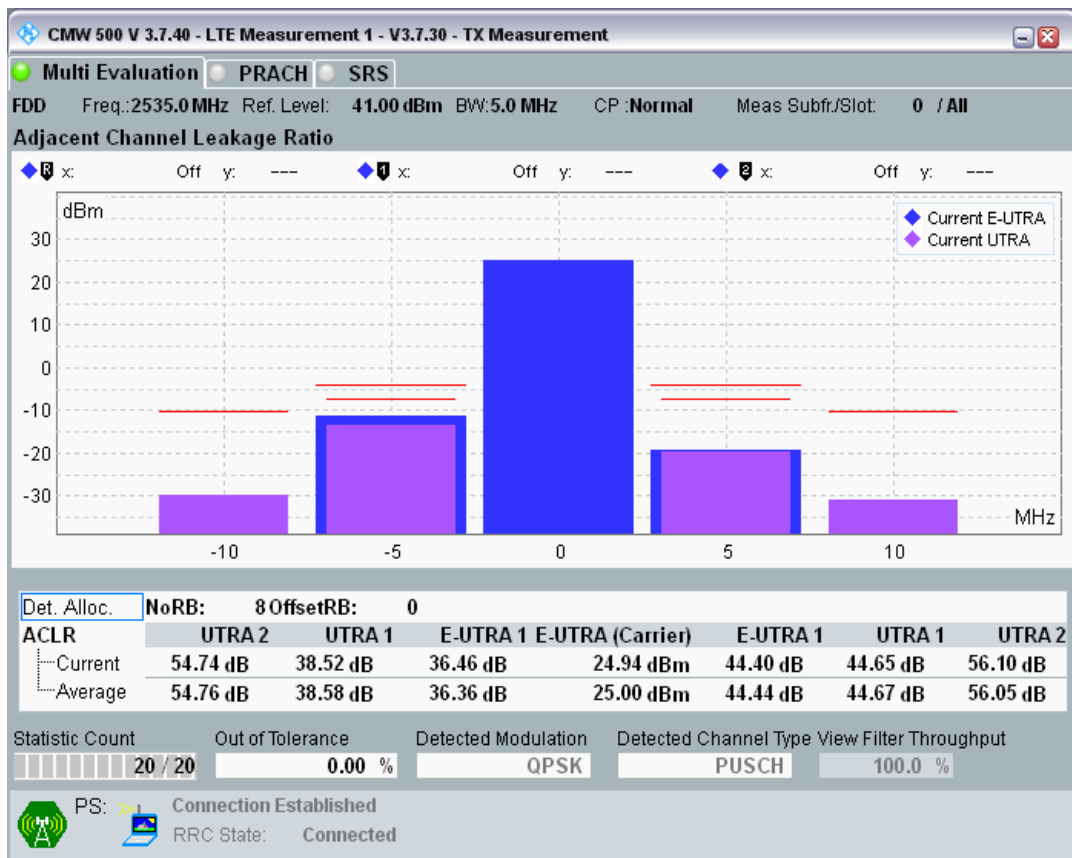 CMW 500 V 3.7.40 - LTE Measurement 1 - V3.7.30 - TX Measurement
Multi Evaluation PRACH SRS
FDD Freq.:2535.0 MHz Ref. Level: 41.00 dBm BW:5.0 MHz CP :Normal Meas Subfr./Slot: 0 / All
Adjacent Channel Leakage Ratio
R x: Off y: --- 1 x: Off y: --- 2 x: Off y: ---
dBm
Current E-UTRA
Current UTRA
30
20
10
0
-10
-20
-30
MHz
-10 -5 0 5 10
Det. Alloc. NoRB: 8 OffsetRB: 0
ACLR UTRA 2 UTRA 1 E-UTRA 1 E-UTRA (Carrier) E-UTRA 1 UTRA 1 UTRA 2
Current 54.74 dB 38.52 dB 36.46 dB 24.94 dBm 44.40 dB 44.65 dB 56.10 dB
Average 54.76 dB 38.58 dB 36.36 dB 25.00 dBm 44.44 dB 44.67 dB 56.05 dB
Statistic Count Out of Tolerance Detected Modulation Detected Channel Type View Filter Throughput
20 / 20 0.00 % QPSK PUSCH 100.0 %
PS: Connection Established
RRC State: Connected